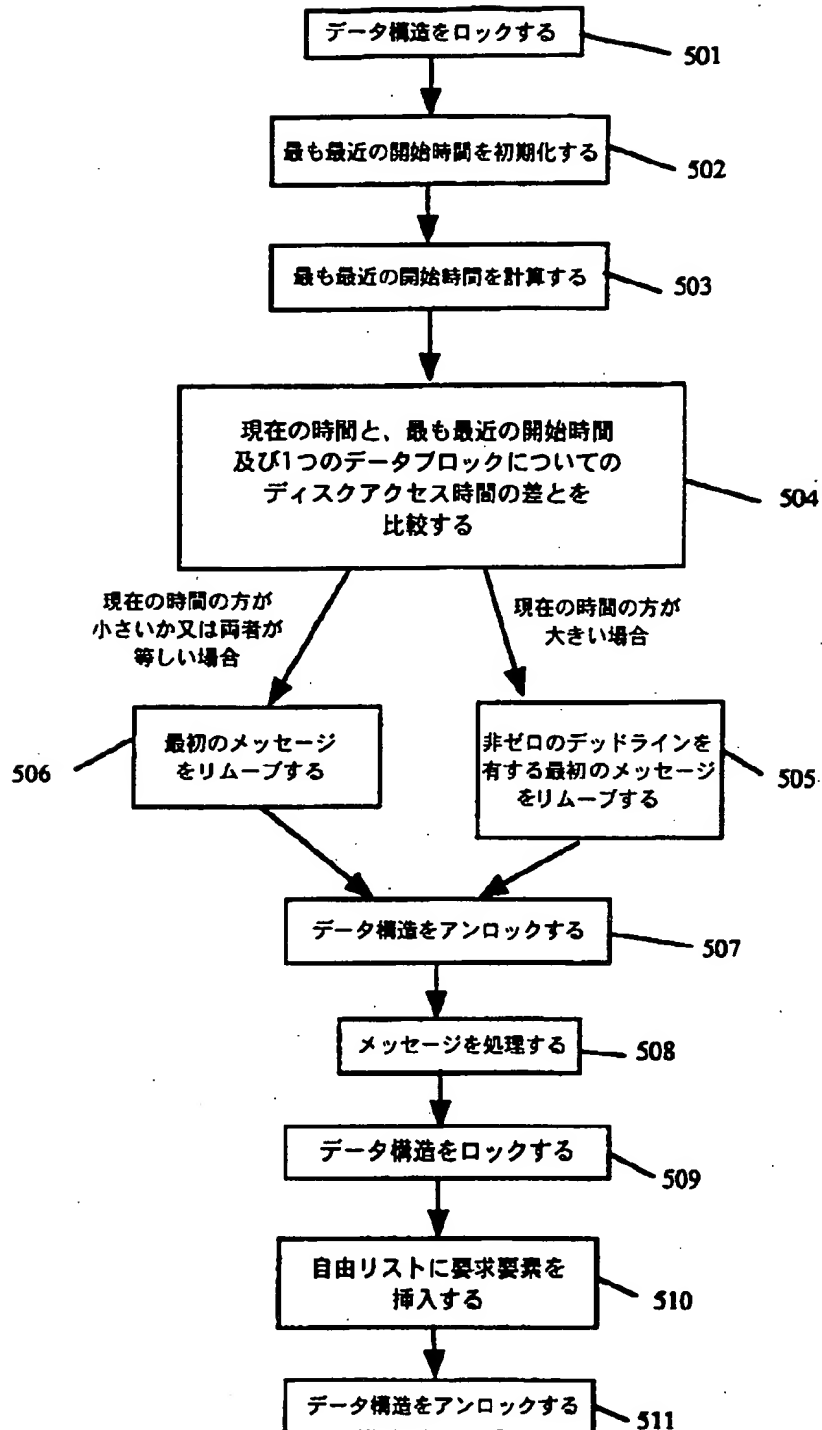 データ構造をロックする
501
最も最近の開始時間を初期化する
502
最も最近の開始時間を計算する
503
現在の時間と、最も最近の開始時間
及び1つのデータブロックについての
ディスクアクセス時間の差とを
比較する
504
現在の時間の方が
小さいか又は両者が
等しい場合
現在の時間の方が
大きい場合
506
最初のメッセージ
をリムーブする
非ゼロのデッドラインを
有する最初のメッセージ
をリムーブする
505
データ構造をアンロックする
507
メッセージを処理する
508
データ構造をロックする
509
自由リストに要求要素を
挿入する
510
データ構造をアンロックする
511